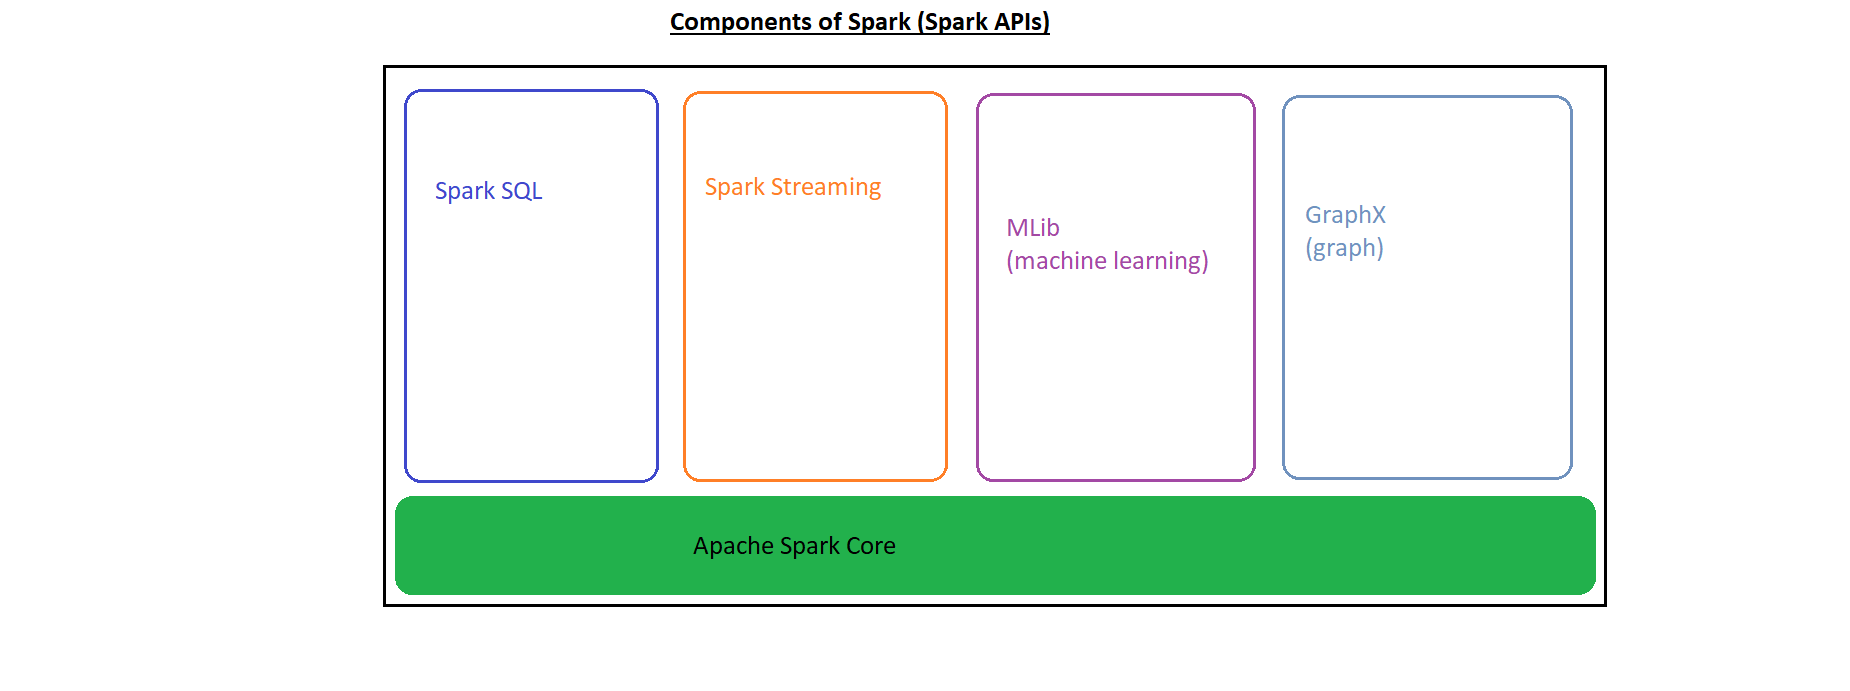 Components of Spark (Spark APIs)
Spark SQL
Spark Streaming
MLib
(machine learning)
GraphX
(graph)
Apache Spark Core